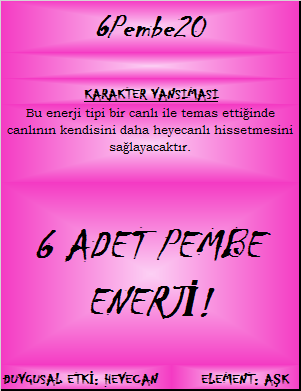 6Pembe20
KARAKTER YANSIMASI
Bu enerji tipi bir canlı ile temas ettiğinde
canlının kendisini daha heyecanlı hissetmesini
sağlayacaktır.
6 ADET PEMBE
ENERJİ!
DUYGUSAL ETKİ: HEYECAN ELEMENT: AŞK